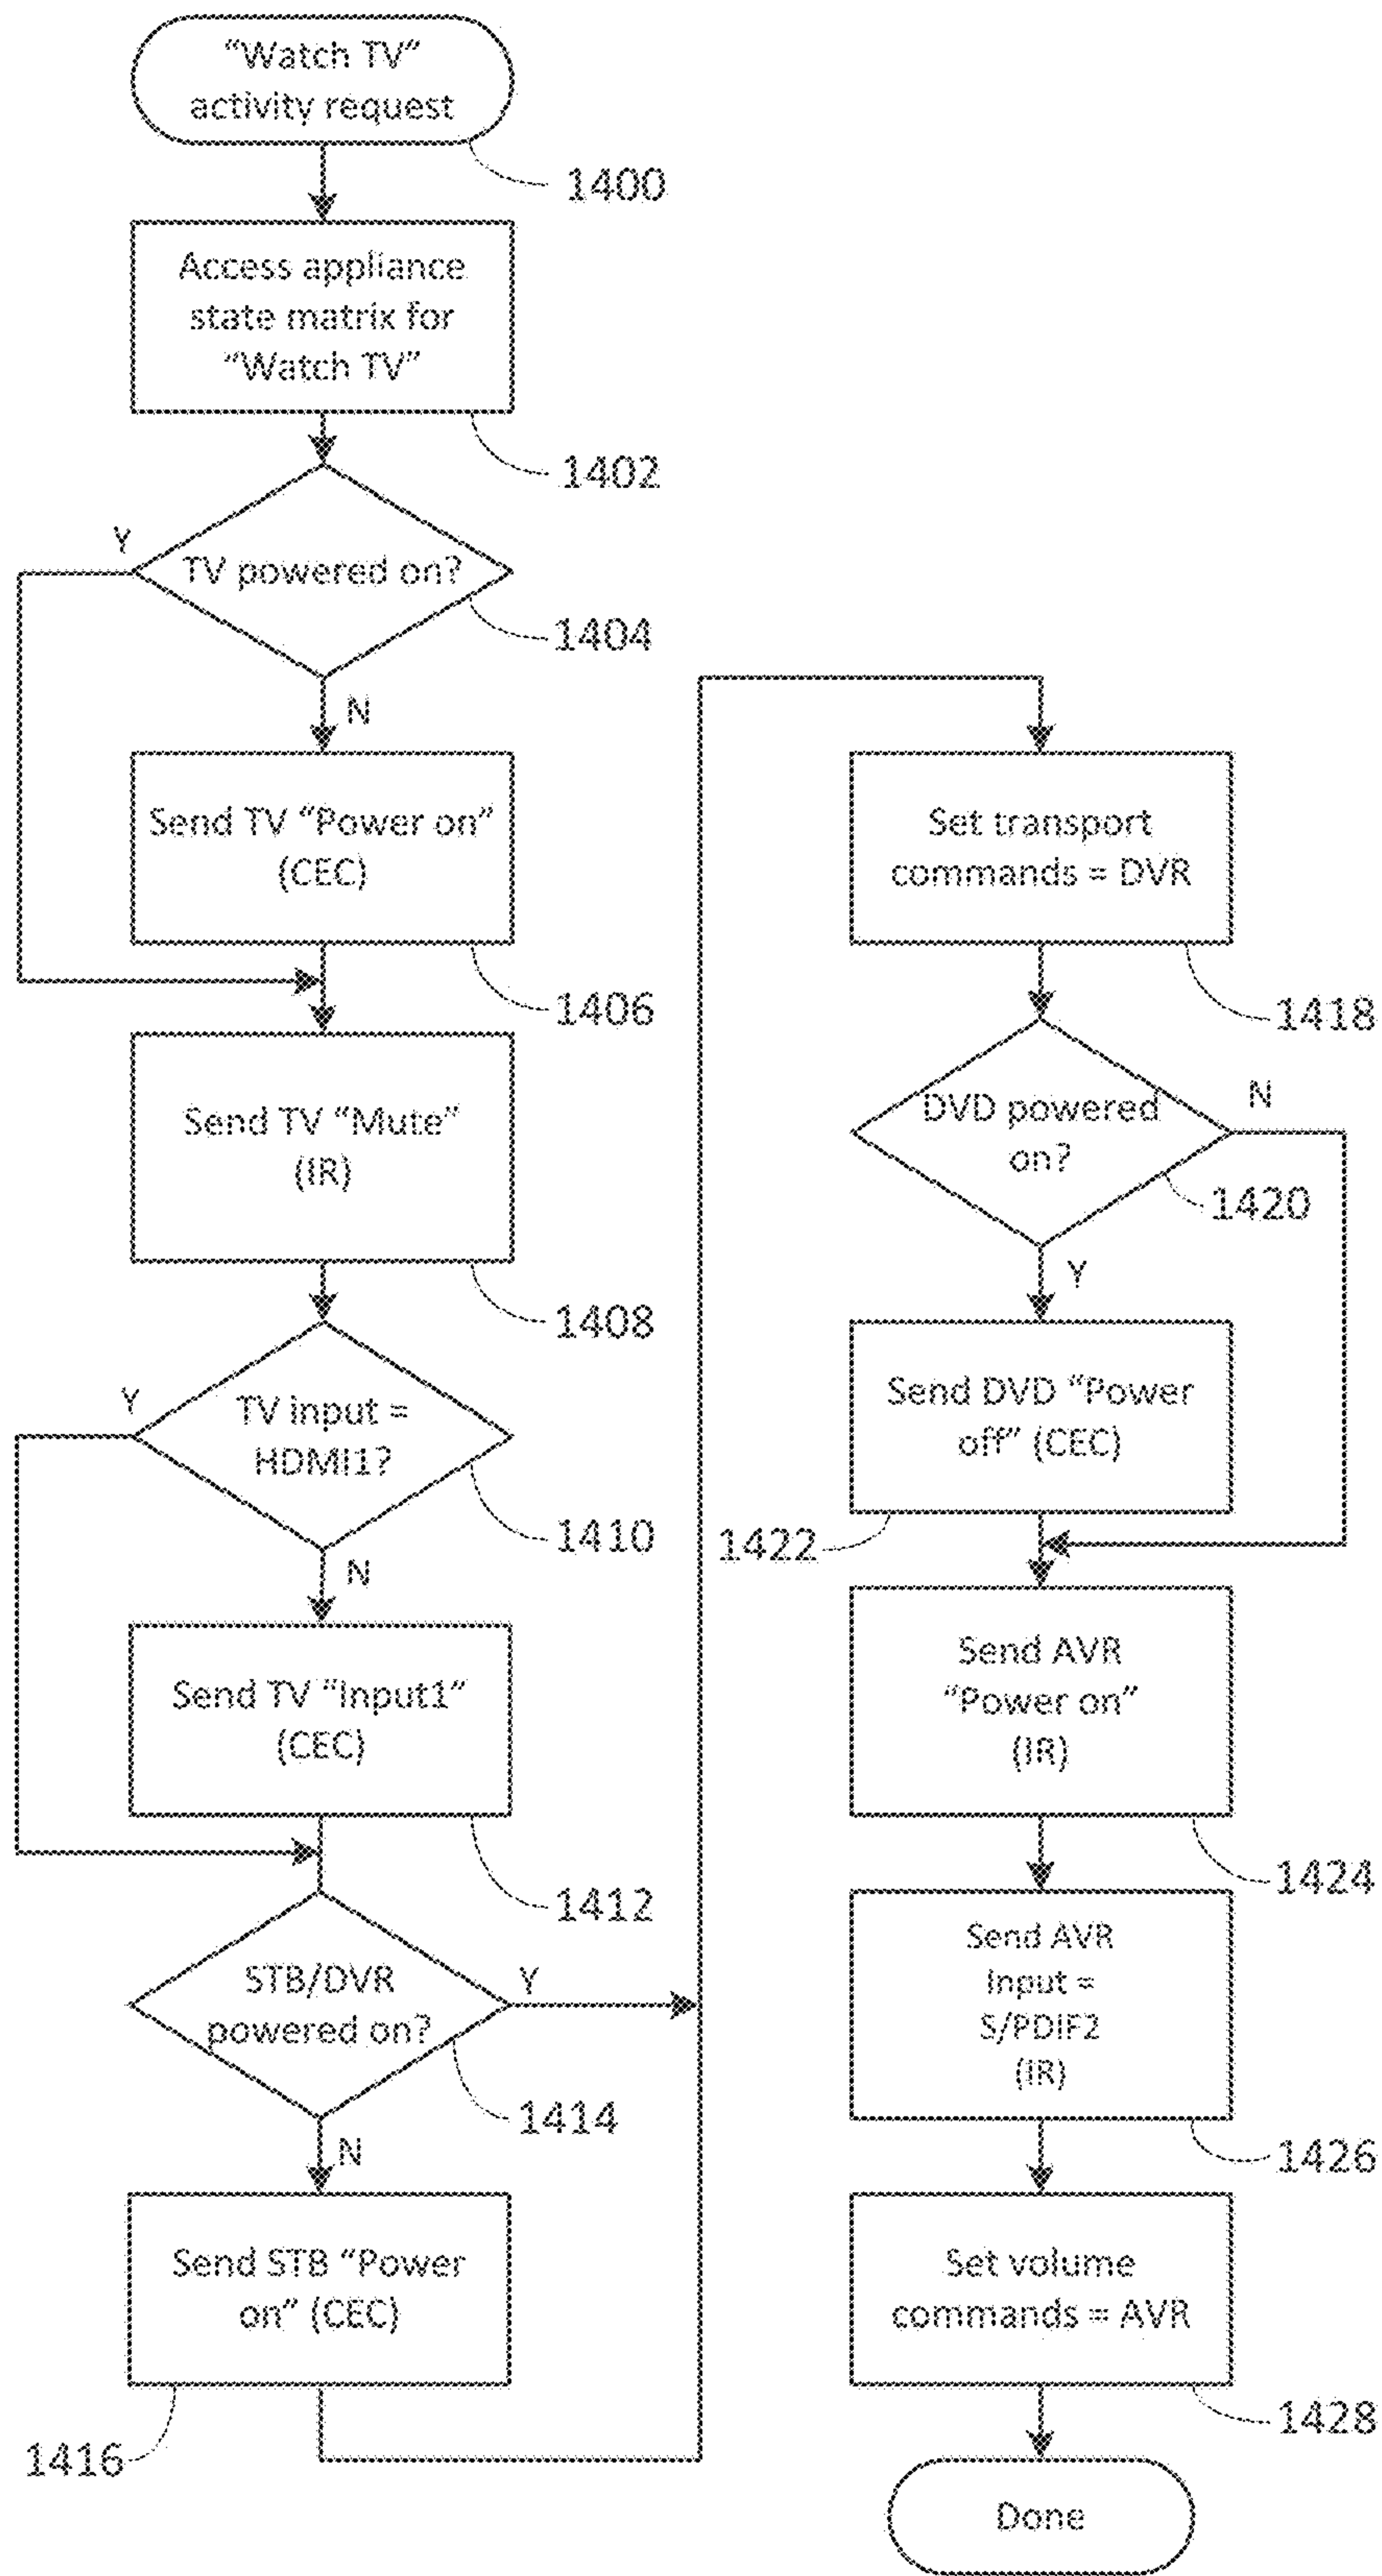 “Watch TV“
activity request
1400
Access appliance
state matrix for
“Watch TV”
1402
Y
TV powered on?
1404
N
Send TV “Power on”
(CEC)
1406
Send TV “Mute”
(IR)
1408
Y
TV input =
HDMI1?
1410
N
Send TV “Input1”
(CEC)
1412
STB/DVR
powered on?
Y
1414
N
Send STB “Power
on” (CEC)
1416
Set transport
commands = DVR
1418
DVD powered
on?
N
1420
Y
Send DVD “Power
off” (CEC)
1422
Send AVR
“Power on”
(IR)
1424
Send AVR
Input =
S/PDIF2
(IR)
1426
Set volume
commands = AVR
1428
Done